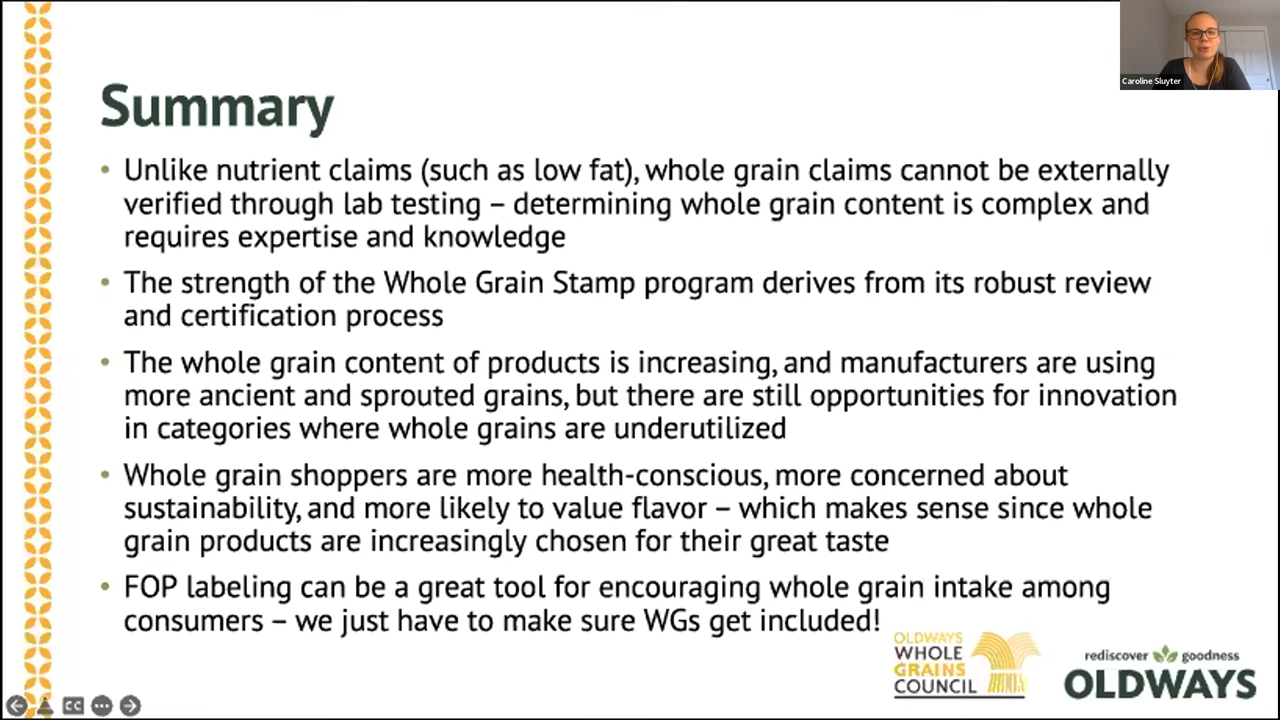 Caroline Sluyter
Summary
• Unlike nutrient claims (such as low fat), whole grain claims cannot be externally
verified through lab testing – determining whole grain content is complex and
requires expertise and knowledge
• The strength of the Whole Grain Stamp program derives from its robust review
and certification process
• The whole grain content of products is increasing, and manufacturers are using
more ancient and sprouted grains, but there are still opportunities for innovation
in categories where whole grains are underutilized
• Whole grain shoppers are more health-conscious, more concerned about
sustainability, and more likely to value flavor – which makes sense since whole
grain products are increasingly chosen for their great taste
• FOP labeling can be a great tool for encouraging whole grain intake among
consumers – we just have to make sure WGs get included!
OLDWAYS
WHOLE
GRAINS
COUNCIL
rediscover goodness
OLDWAYS
CC